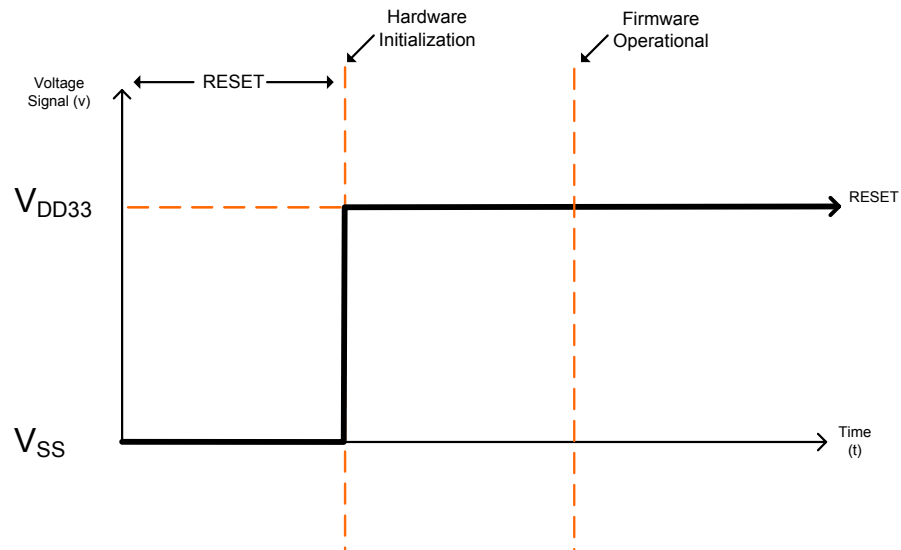 Hardware
Initialization
Firmware
Operational
Voltage
Signal (v)
RESET
VDD33
RESET
VSS
Time
(t)